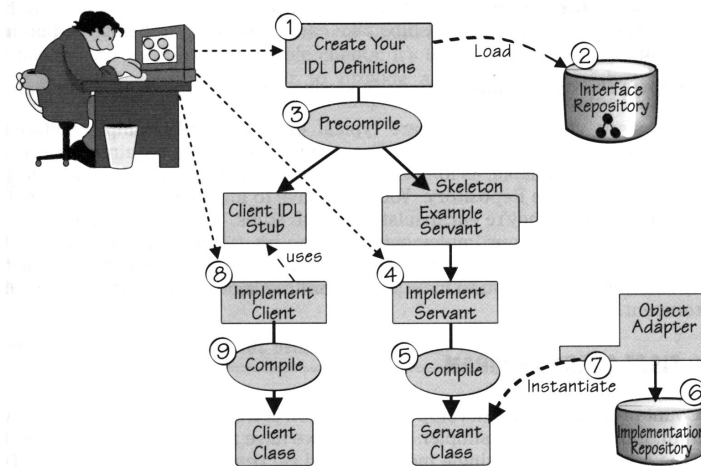 1
Create Your
IDL Definitions
Load
2
Interface
Repository
3
Precompile
Skeleton
Client IDL
Stub
Example
Servant
uses
8
Implement
Client
4
Implement
Servant
Object
Adapter
9
Compile
5
Compile
7
Instantiate
6
Implementation
Repository
Client
Class
Servant
Class